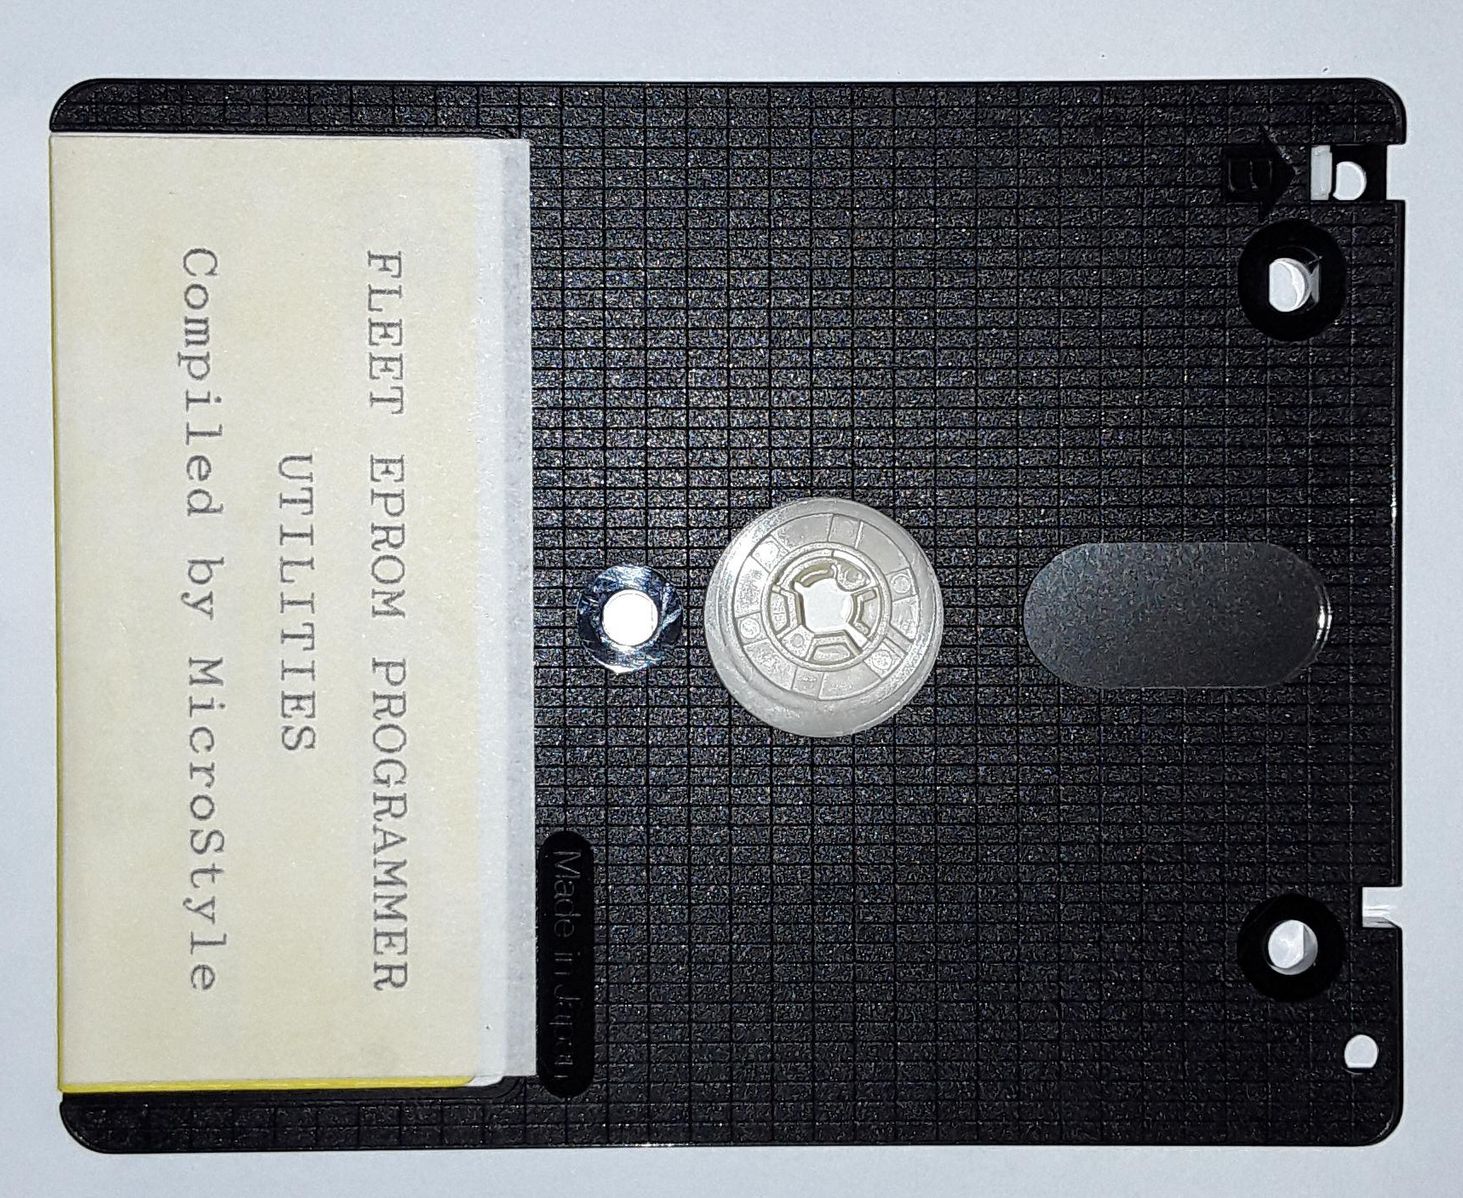 FLEET EPROM PROGRAMMER
UTILITIES
Compiled by MicroStyle
Made in Japan
B